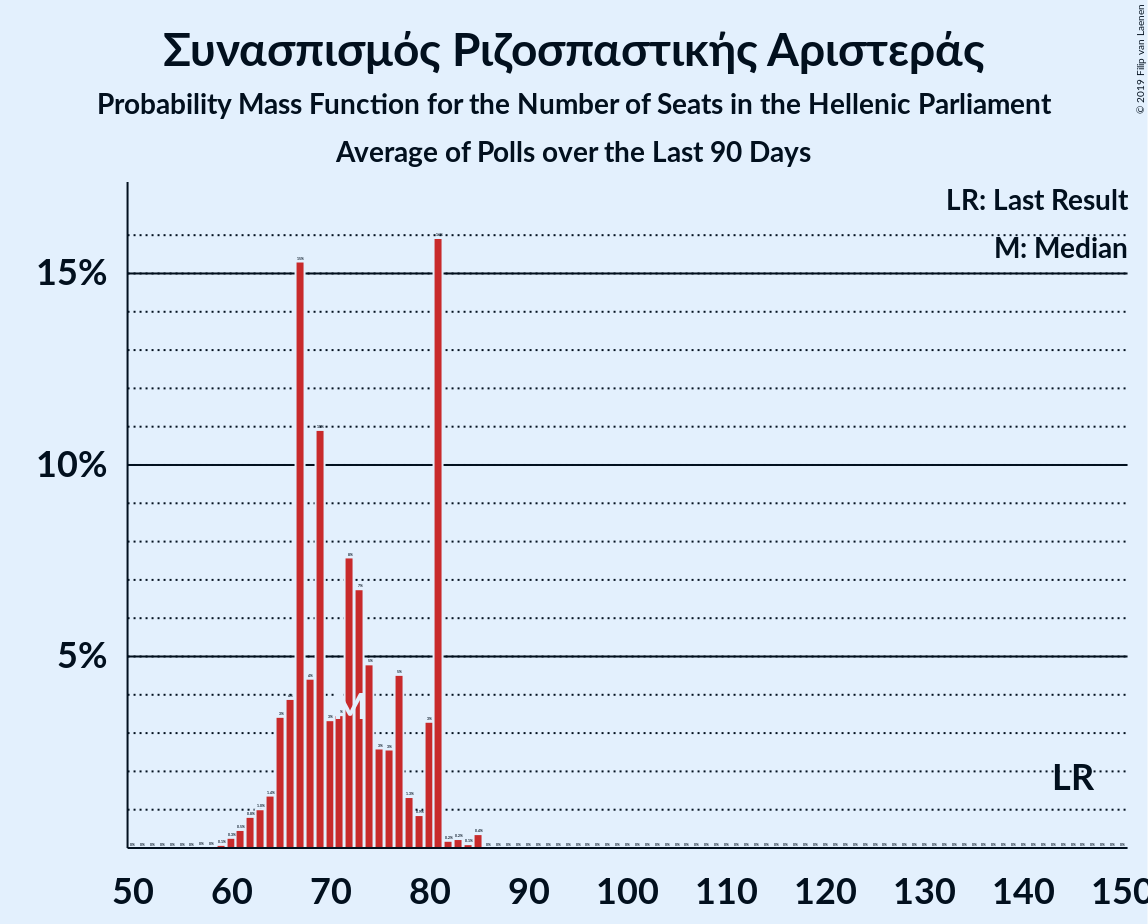 Συνασπισμός Ριζοσπαστικής Αριστεράς
Probability Mass Function for the Number of Seats in the Hellenic Parliament
Average of Polls over the Last 90 Days
© 2019 Filip van Laenen
LR: Last Result
M: Median
15%
10%
5%
M
LR
50 60 70 80 90 100 110 120 130 140 150